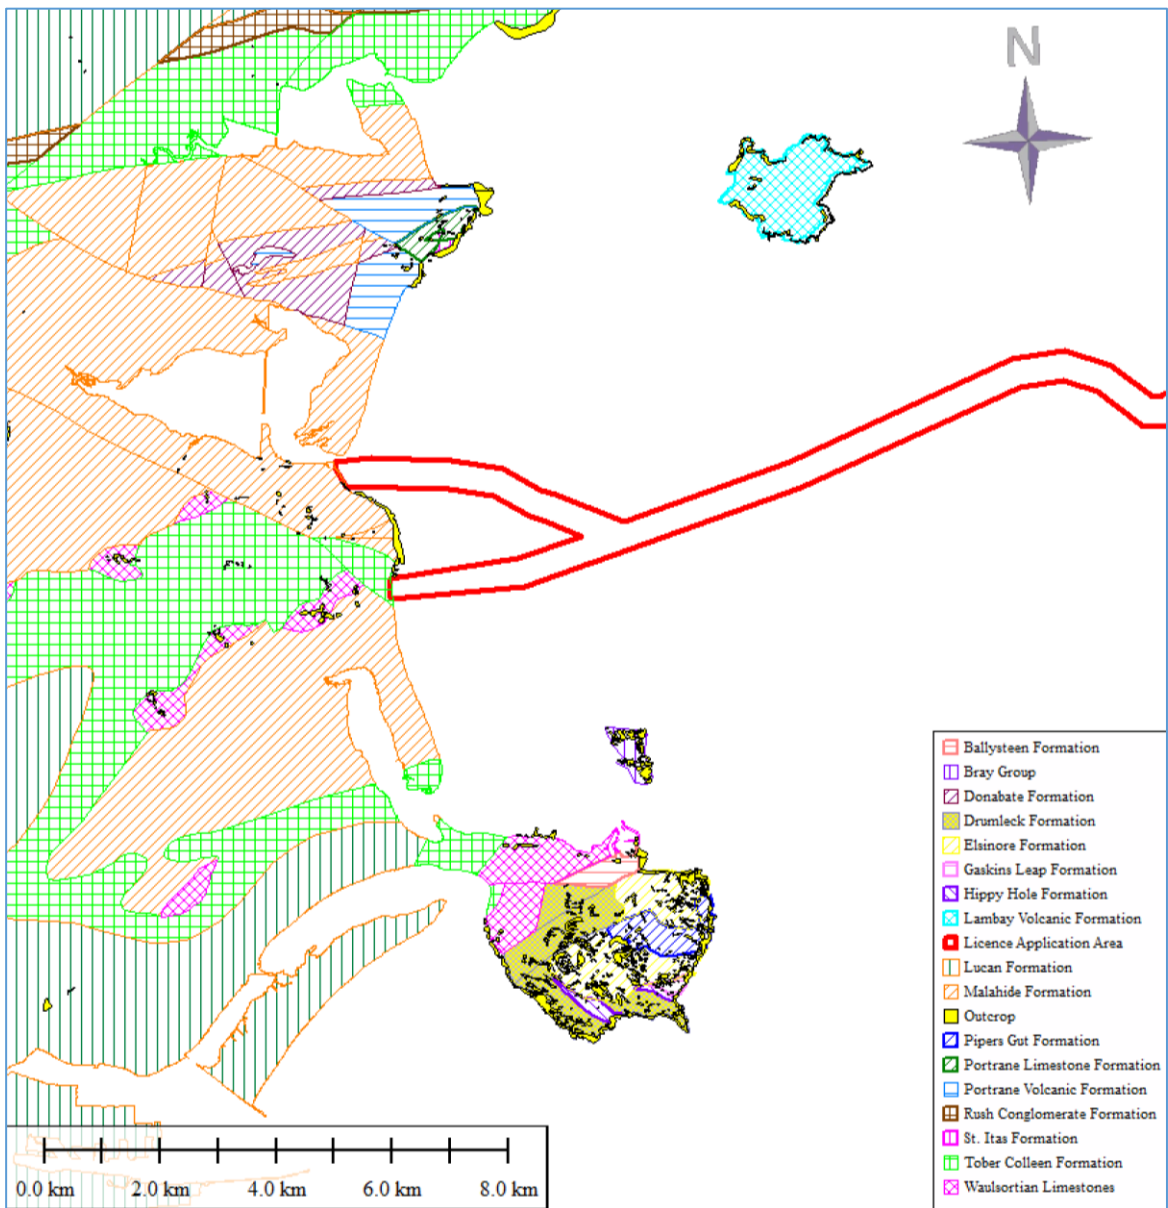 N
Ballysteen Formation
Bray Group
Donabate Formation
Drumleck Formation
Elsinore Formation
Gaskins Leap Formation
Hippy Hole Formation
Lambay Volcanic Formation
Licence Application Area
Lucan Formation
Malahide Formation
Outcrop
Pipers Gut Formation
Portrane Limestone Formation
Portrane Volcanic Formation
Rush Conglomerate Formation
St. Itas Formation
Tober Colleen Formation
Waulsortian Limestones
0.0 km 2.0 km 4.0 km 6.0 km 8.0 km